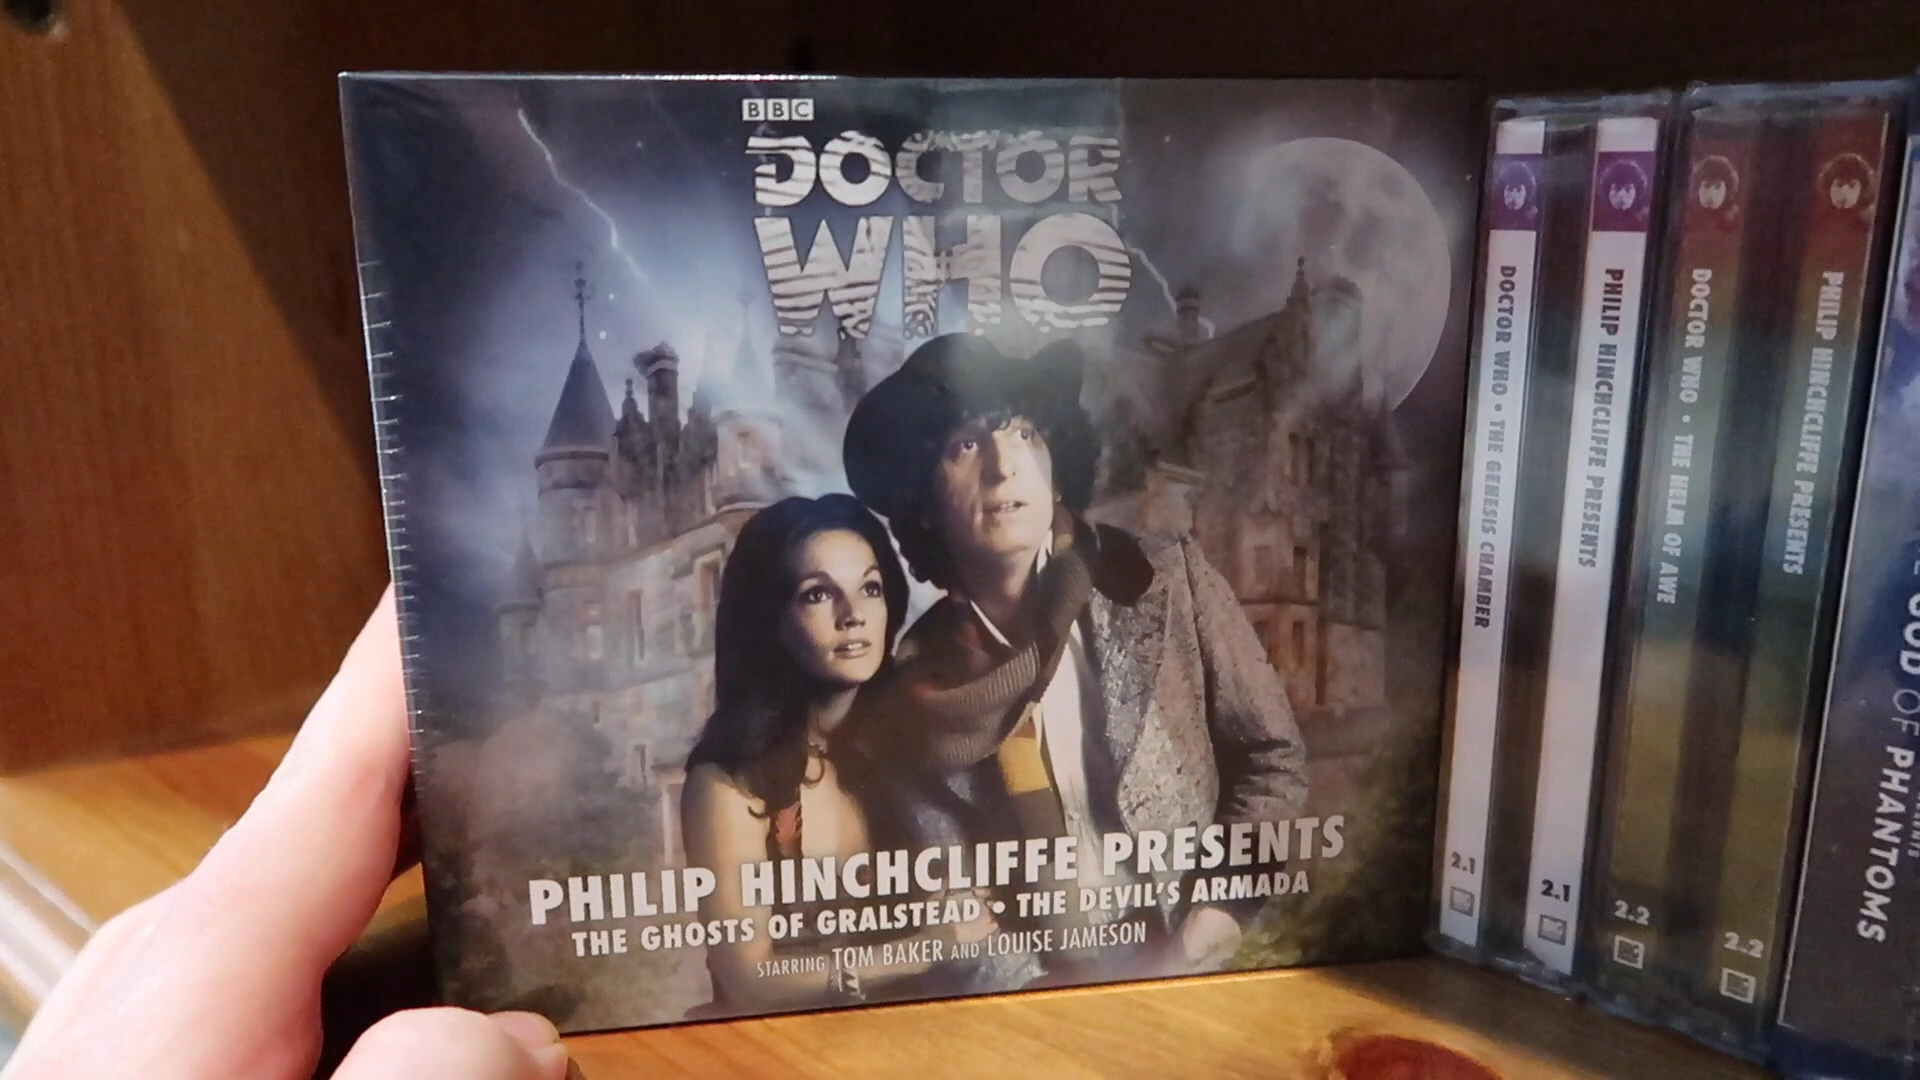 BBC
DOCTOR
WHO
PHILIP HINCHCLIFFE PRESENTS
THE GHOSTS OF GRALSTEAD • THE DEVIL'S ARMADA
STARRING TOM BAKER AND LOUISE JAMESON
DOCTOR WHO • THE GENESIS CHAMBER
2.1
PHILIP HINCHCLIFFE PRESENTS
2.1
DOCTOR WHO • THE HELM OF AWE
2.2
PHILIP HINCHCLIFFE PRESENTS
2.2
GOD OF PHANTOMS